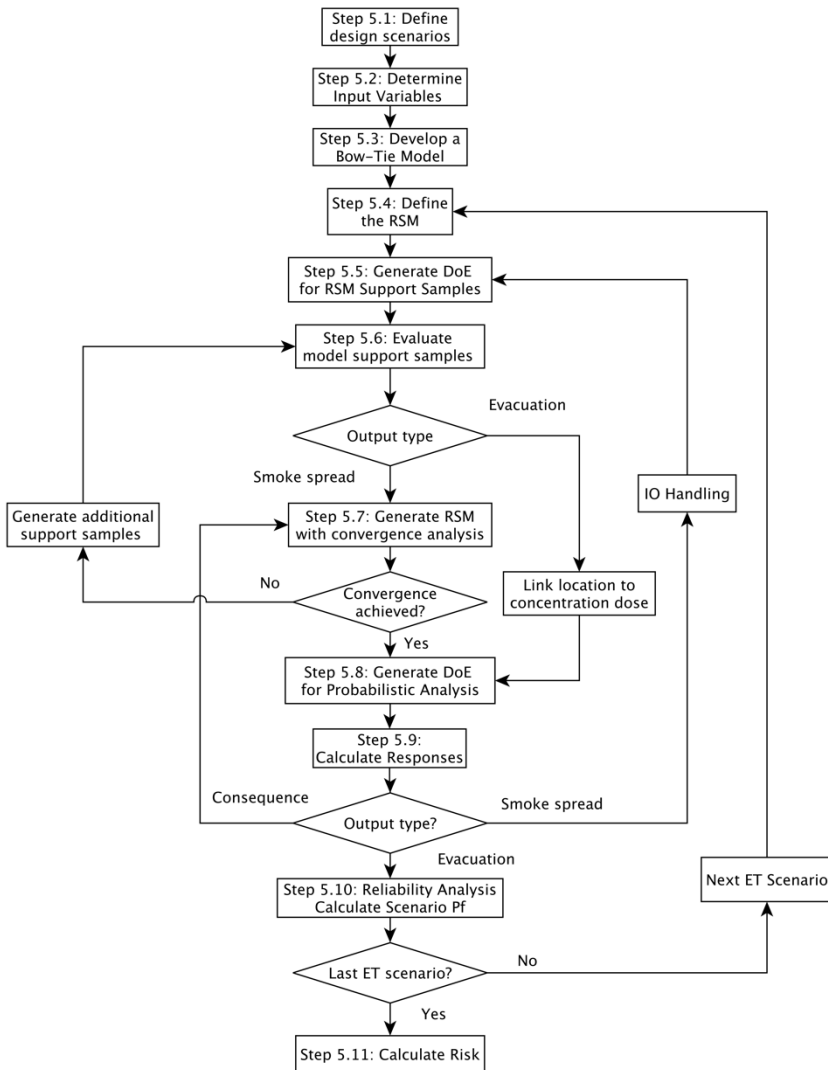 Step 5.1: Define
design scenarios
Step 5.2: Determine
Input Variables
Step 5.3: Develop a
Bow-Tie Model
Step 5.4: Define
the RSM
Step 5.5: Generate DoE
for RSM Support Samples
Step 5.6: Evaluate
model support samples
Evacuation
Output type
Smoke spread
Generate additional
support samples
Step 5.7: Generate RSM
with convergence analysis
IO Handling
No
Convergence
achieved?
Link location to
concentration dose
Yes
Step 5.8: Generate DoE
for Probabilistic Analysis
Step 5.9:
Calculate Responses
Consequence
Output type?
Smoke spread
Evacuation
Step 5.10: Reliability Analysis
Calculate Scenario Pf
Next ET Scenario
Last ET scenario?
No
Yes
Step 5.11: Calculate Risk